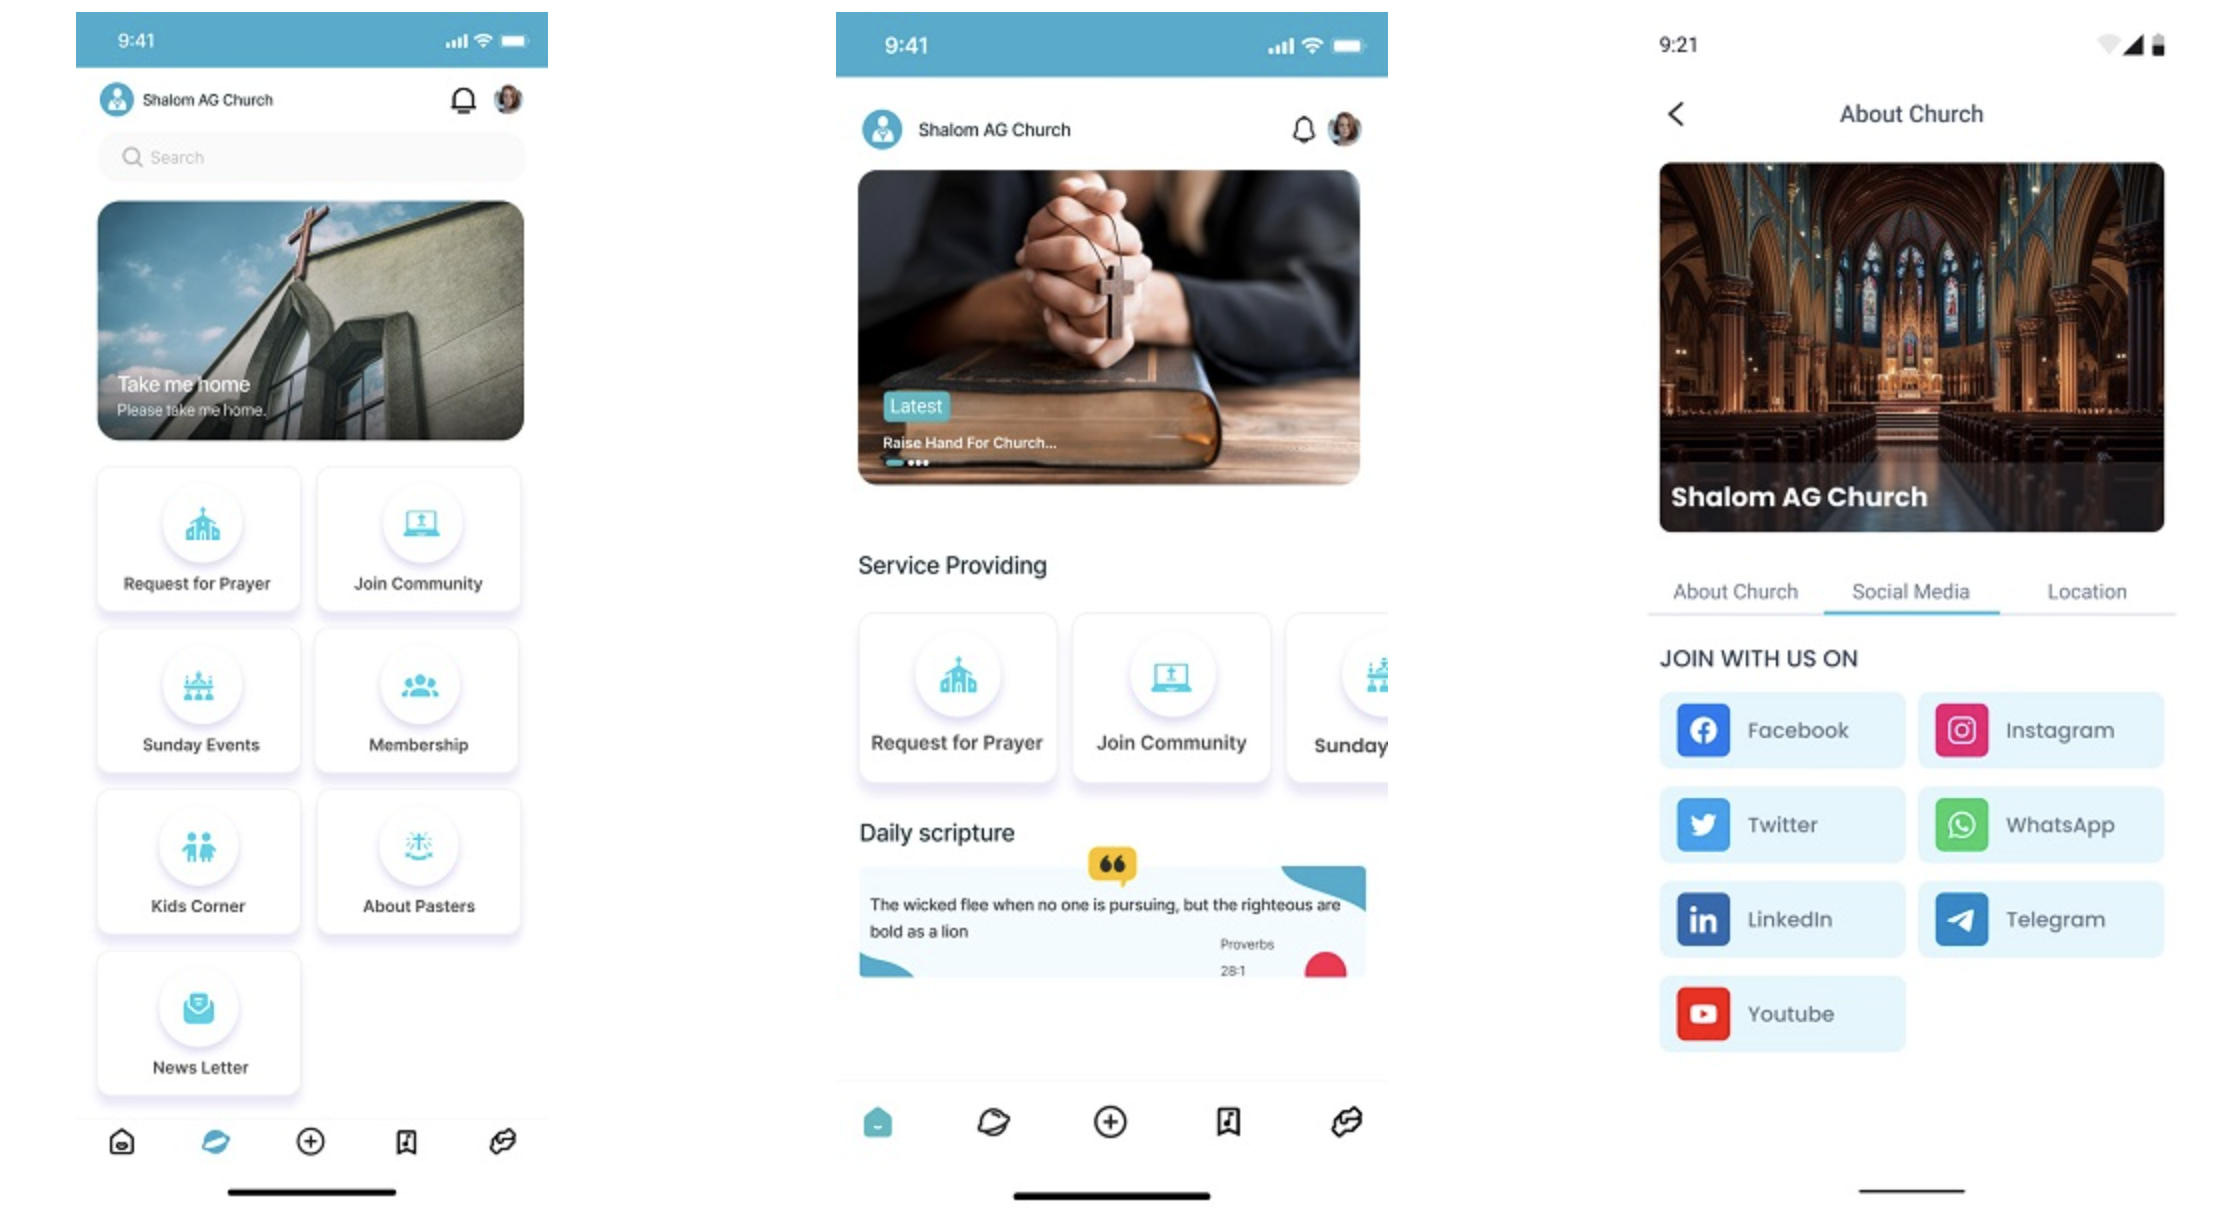 9:41
Shalom AG Church
Search
Take me home
Please take me home.
Request for Prayer
Join Community
Sunday Events
Membership
Kids Corner
About Pasters
News Letter
9:41
Shalom AG Church
Latest
Raise Hand For Church...
Service Providing
Request for Prayer
Join Community
Sunday
Daily scripture
The wicked flee when no one is pursuing, but the righteous are
bold as a lion
Proverbs
28:1
9:21
About Church
Shalom AG Church
About Church
Social Media
Location
JOIN WITH US ON
Facebook
Instagram
Twitter
WhatsApp
LinkedIn
Telegram
Youtube